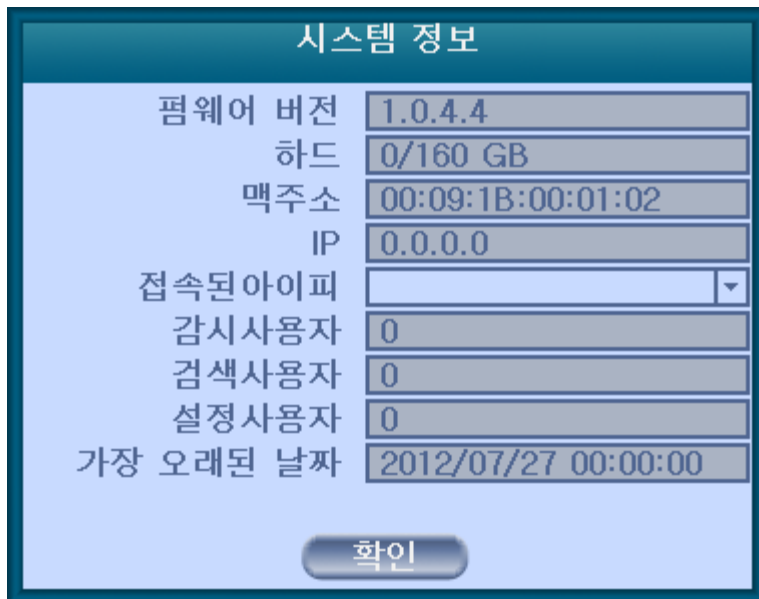 시스템 정보
펌웨어 버전 1.0.4.4
하드 0/160 GB
맥주소 00:09:1B:00:01:02
IP 0.0.0.0
접속된아이피
감시사용자 0
검색사용자 0
설정사용자 0
가장 오래된 날짜 2012/07/27 00:00:00
확인